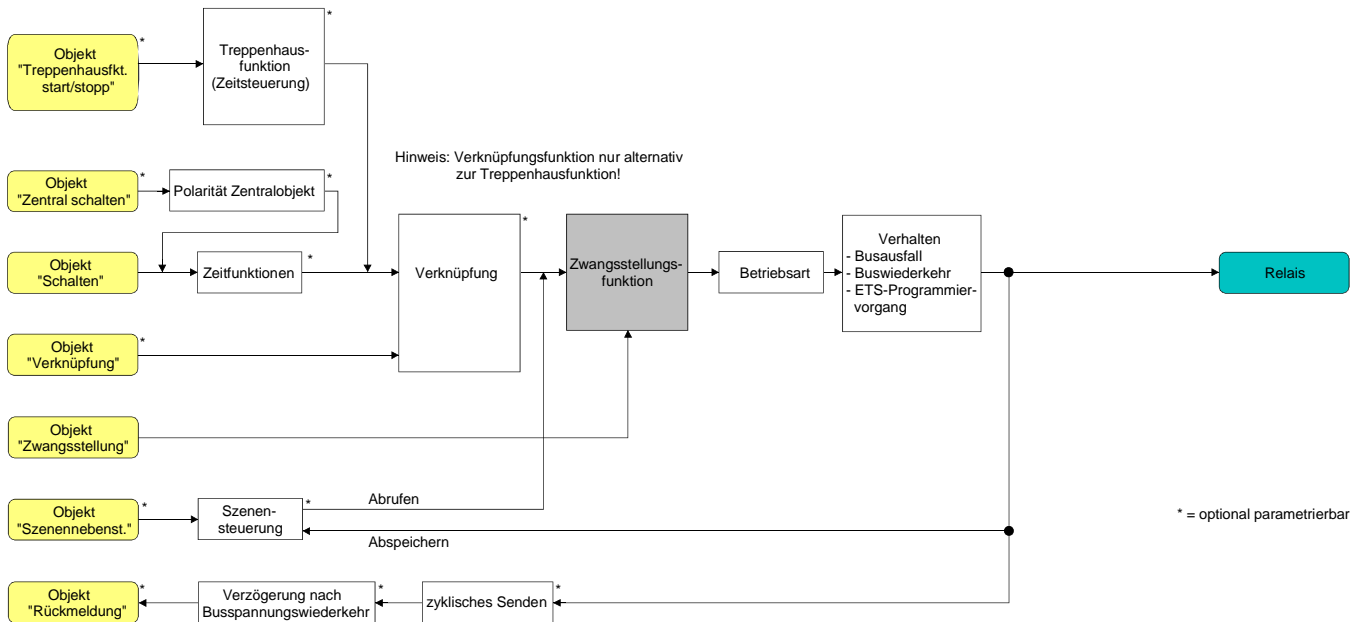 *
*
Objekt
"Treppenhausfkt.
start/stopp"
Treppenhaus-
funktion
(Zeitsteuerung)
Hinweis: Verknüpfungsfunktion nur alternativ
zur Treppenhausfunktion!
*
*
Objekt
"Zentral schalten"
Polarität Zentralobjekt
*
*
*
Objekt
"Schalten"
Zeitfunktionen
Verknüpfung
Zwangsstellungs-
funktion
Betriebsart
Verhalten
- Busausfall
- Buswiederkehr
- ETS-Programmier-
vorgang
Relais
*
Objekt
"Verknüpfung"
Objekt
"Zwangsstellung"
*
*
Objekt
"Szenennebenst."
Szenen-
steuerung
Abrufen
Abspeichern
* = optional parametrierbar
*
*
*
Objekt
"Rückmeldung"
Verzögerung nach
Busspannungswiederkehr
zyklisches Senden